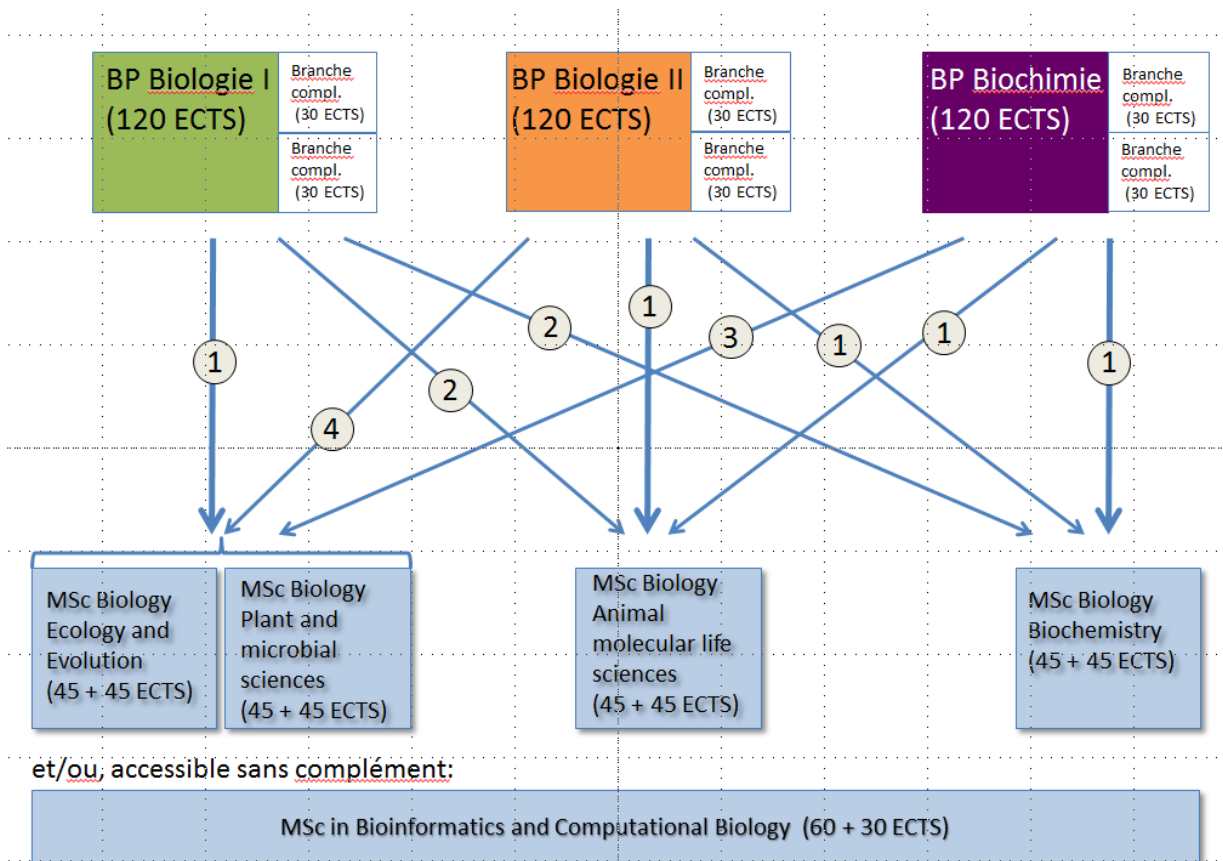 BP Biologie I
(120 ECTS)
Branche
compl.
(30 ECTS)
Branche
compl.
(30 ECTS)
BP Biologie II
(120 ECTS)
Branche
compl.
(30 ECTS)
Branche
compl.
(30 ECTS)
BP Biochimie
(120 ECTS)
Branche
compl.
(30 ECTS)
Branche
compl.
(30 ECTS)
1
4
2
2
1
3
1
1
1
MSc Biology
Ecology and
Evolution
(45 + 45 ECTS)
MSc Biology
Plant and
microbial
sciences
(45 + 45 ECTS)
MSc Biology
Animal
molecular life
sciences
(45 + 45 ECTS)
MSc Biology
Biochemistry
(45 + 45 ECTS)
et/ou, accessible sans complément:
MSc in Bioinformatics and Computational Biology (60 + 30 ECTS)